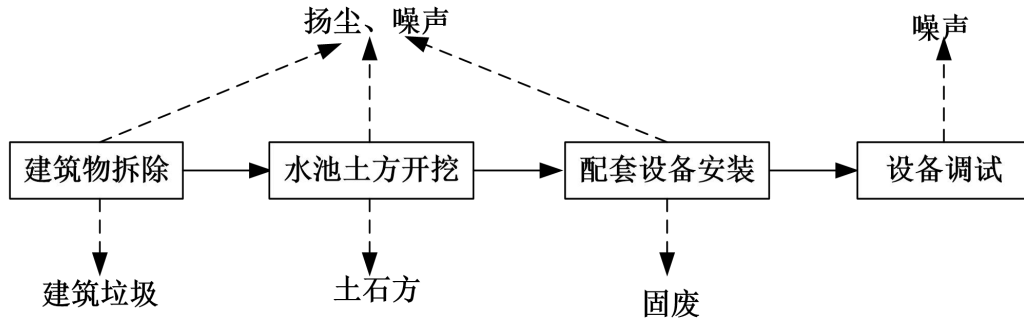 扬尘、噪声
噪声
建筑物拆除
水池土方开挖
配套设备安装
设备调试
建筑垃圾
土石方
固废